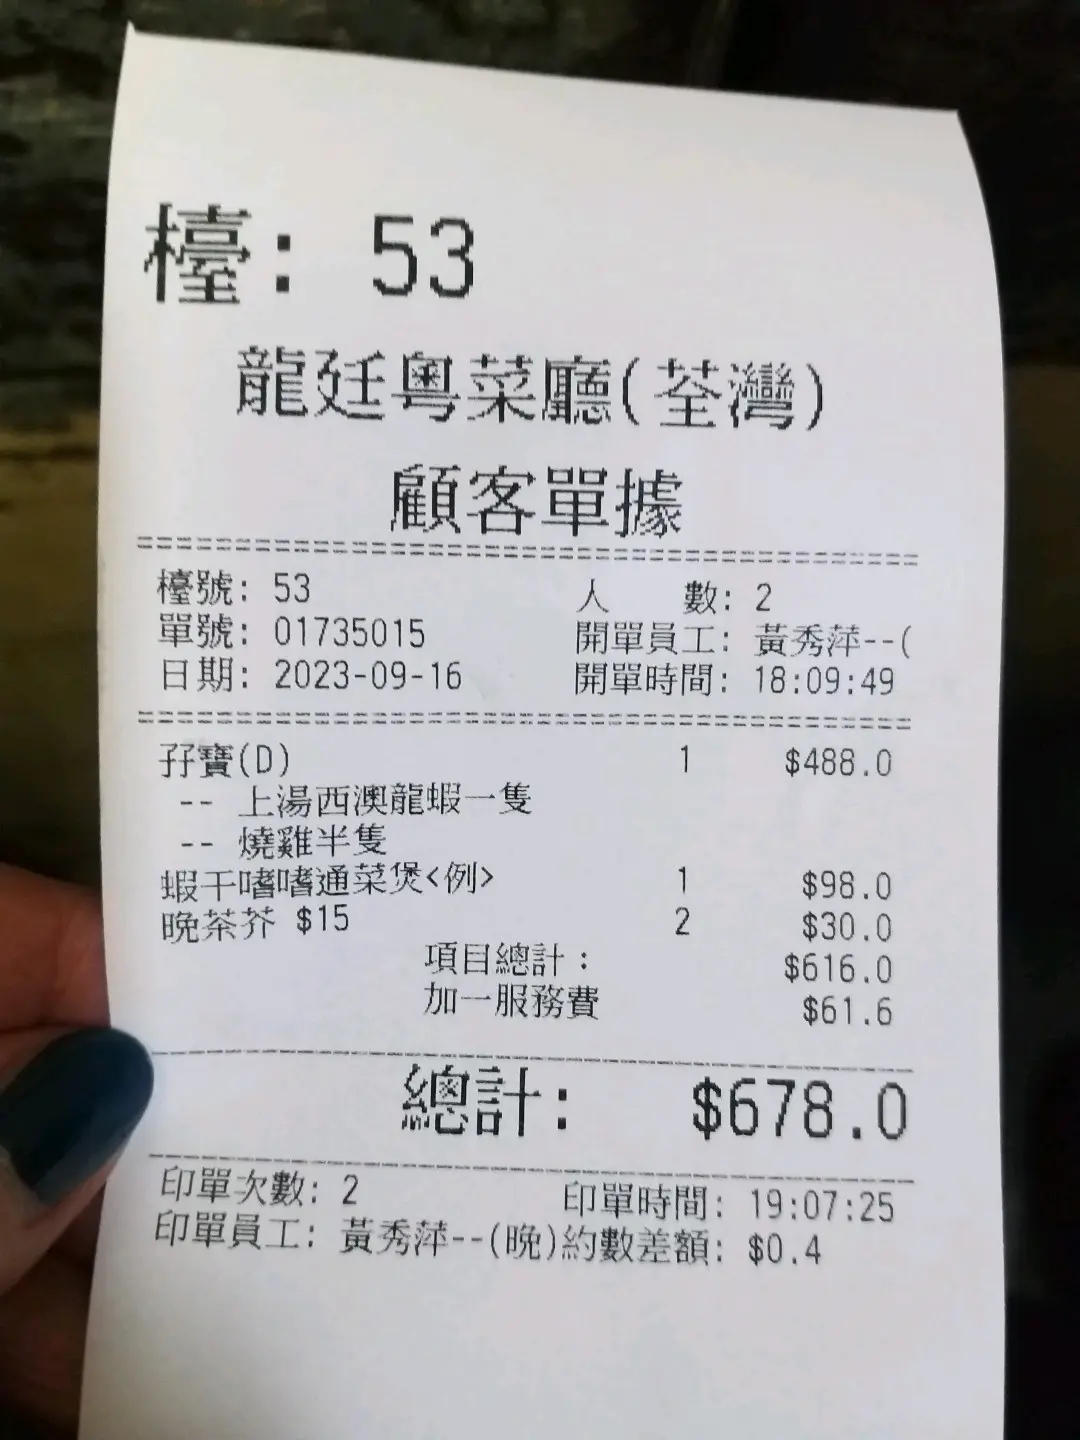 檯: 53
龍廷粵菜廳(荃灣)
顧客單據
檯號: 53 人 數: 2
單號: 01735015 開單員工: 黃秀萍--(
日期: 2023-09-16 開單時間: 18:09:49
孖寶(D) 1 $488.0
-- 上湯西澳龍蝦一隻
-- 燒雞半隻
蝦干嗜嗜通菜煲<例> 1 $98.0
晚茶芥 $15 2 $30.0
項目總計: $616.0
加一服務費 $61.6
總計: $678.0
印單次數: 2 印單時間: 19:07:25
印單員工: 黃秀萍--(晚)約數差額: $0.4